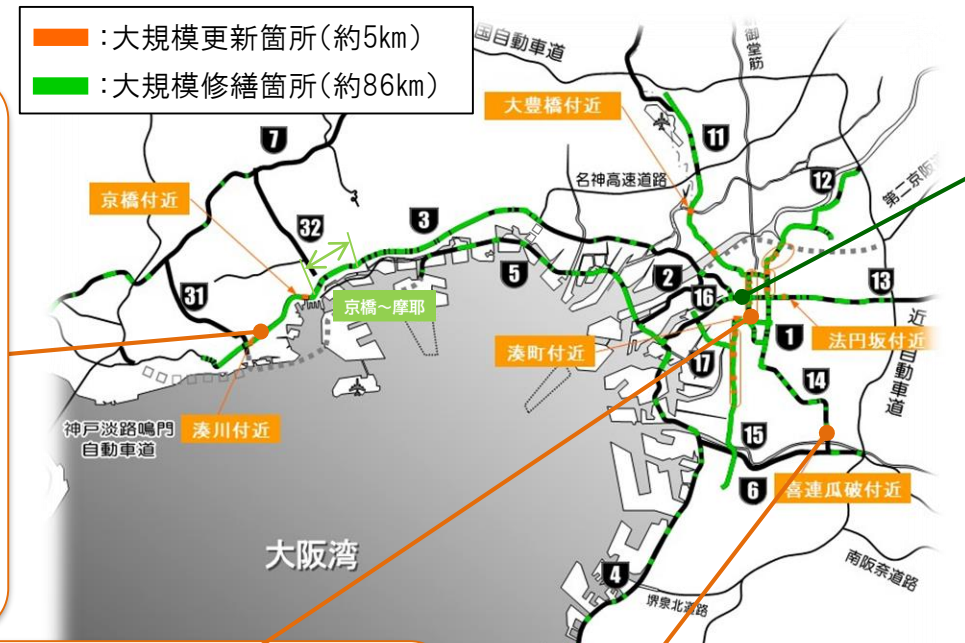 ：大規模更新箇所(約5km)
：大規模修繕箇所(約86km)
国自動車道
御堂筋
大豊橋付近
11
7
名神高速道路
12
第二京阪道
京橋付近
32
3
5
2
16
13
31
京橋～摩耶
湊町付近
1
法円坂付近
近
自動車道
17
14
神戸淡路鳴門
自動車道
湊川付近
15
6
喜連瓜破付近
大阪湾
4
堺泉北道路
南阪奈道路